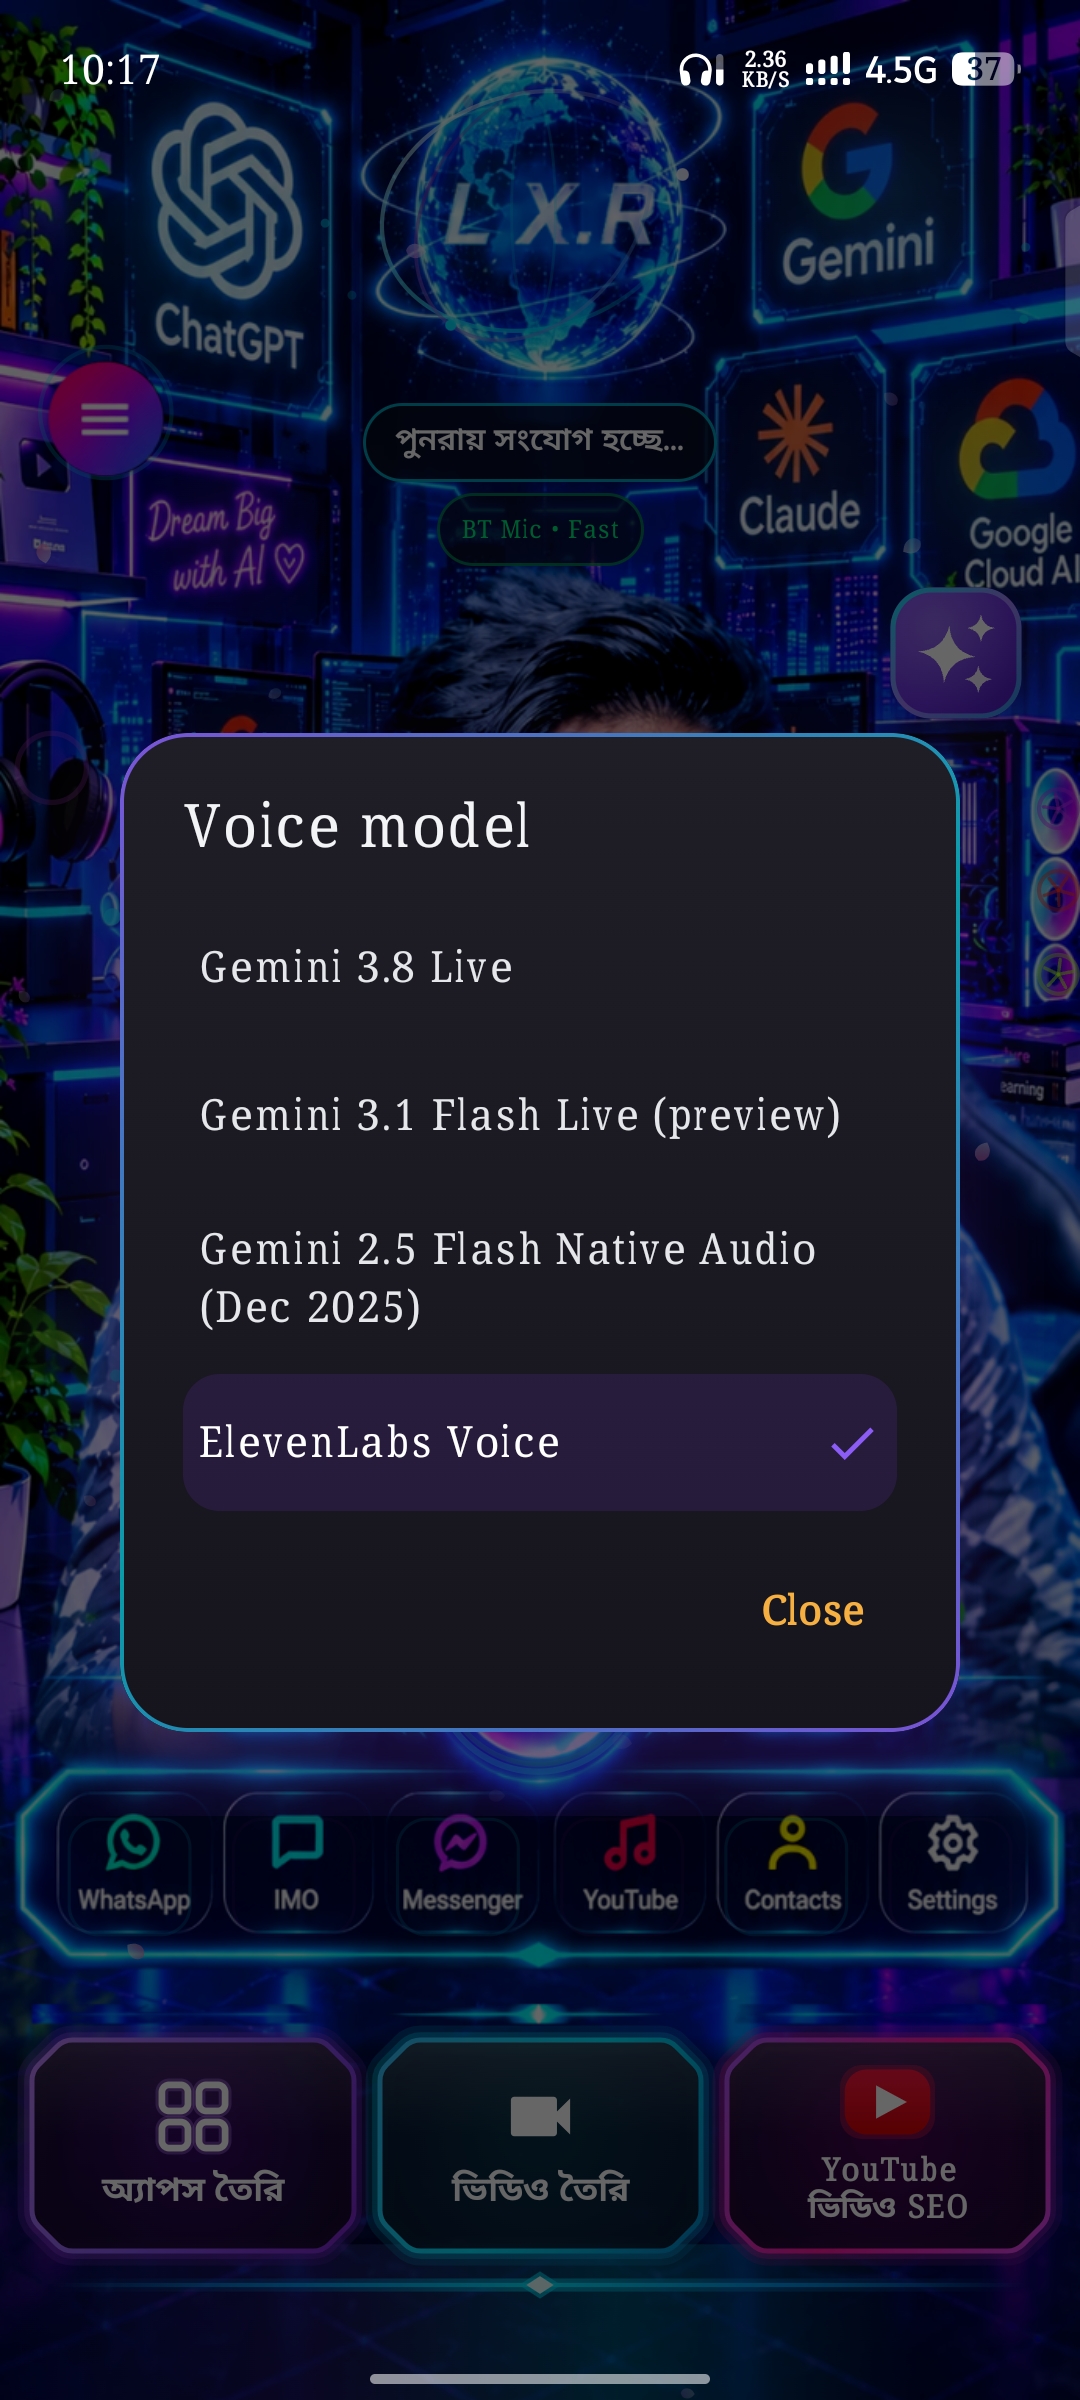 10:17
2.36
KB/S
4.5G
37
L X.R
ChatGPT
Gemini
পুনরায় সংযোগ হচ্ছে...
Claude
Google
Cloud AI
Dream Big
with AI
BT Mic • Fast
Voice model
Gemini 3.8 Live
Gemini 3.1 Flash Live (preview)
Gemini 2.5 Flash Native Audio
(Dec 2025)
ElevenLabs Voice
Close
WhatsApp
IMO
Messenger
YouTube
Contacts
Settings
অ্যাপস তৈরি
ভিডিও তৈরি
YouTube
ভিডিও SEO